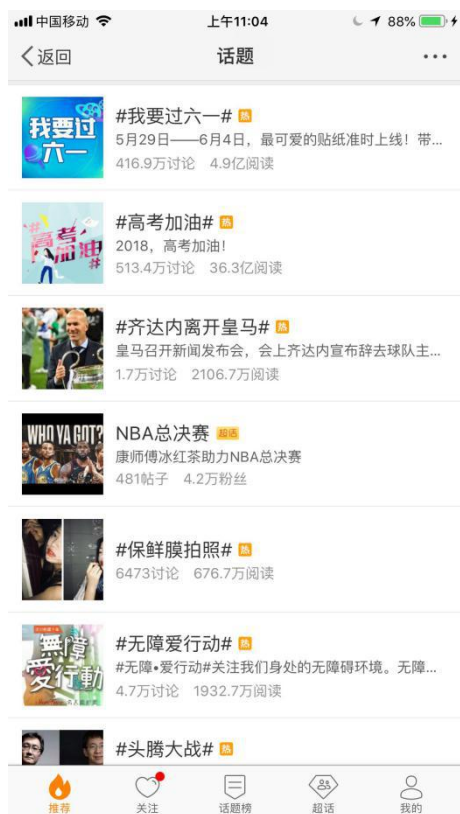 中国移动 上午11:04 88%
返回 话题 ...
我要过
六一
#我要过六一# 热
5月29日——6月4日，最可爱的贴纸准时上线！带...
416.9万讨论 4.9亿阅读
#高考
加油#
#高考加油# 热
2018，高考加油！
513.4万讨论 36.3亿阅读
#齐达内离开皇马# 热
皇马召开新闻发布会，会上齐达内宣布辞去球队主...
1.7万讨论 2106.7万阅读
WHO YA GOT?
NBA总决赛 超话
康师傅冰红茶助力NBA总决赛
481帖子 4.2万粉丝
#保鲜膜拍照# 热
6473讨论 676.7万阅读
無障
爱行動
#无障爱行动# 热
#无障•爱行动#关注我们身处的无障碍环境。无障...
4.7万讨论 1932.7万阅读
#头腾大战# 热
推荐 关注 话题榜 超话 我的